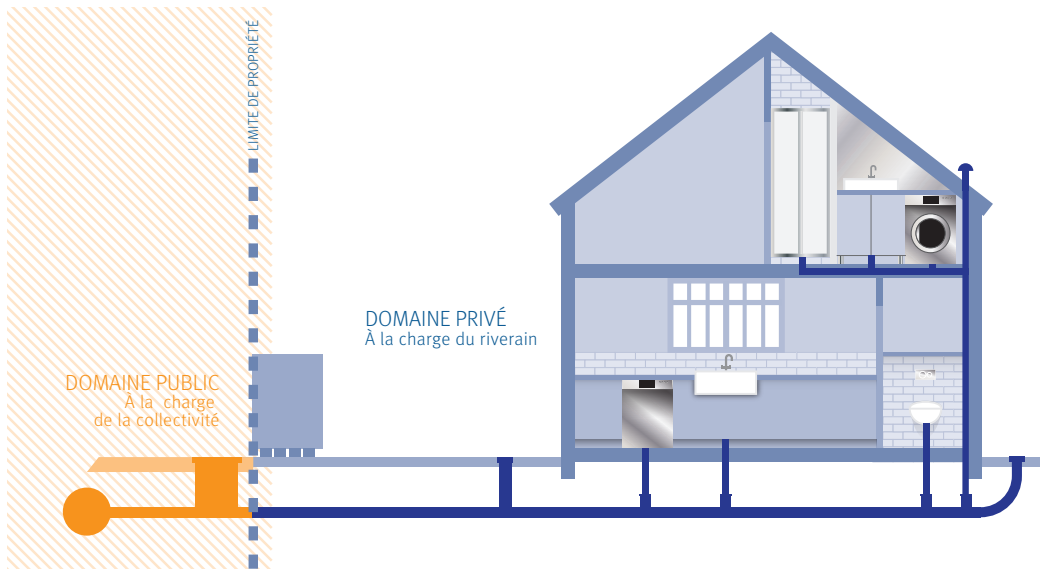 LIMITE DE PROPRIÉTÉ
DOMAINE PRIVÉ
À la charge du riverain
DOMAINE PUBLIC
À la charge
de la collectivité